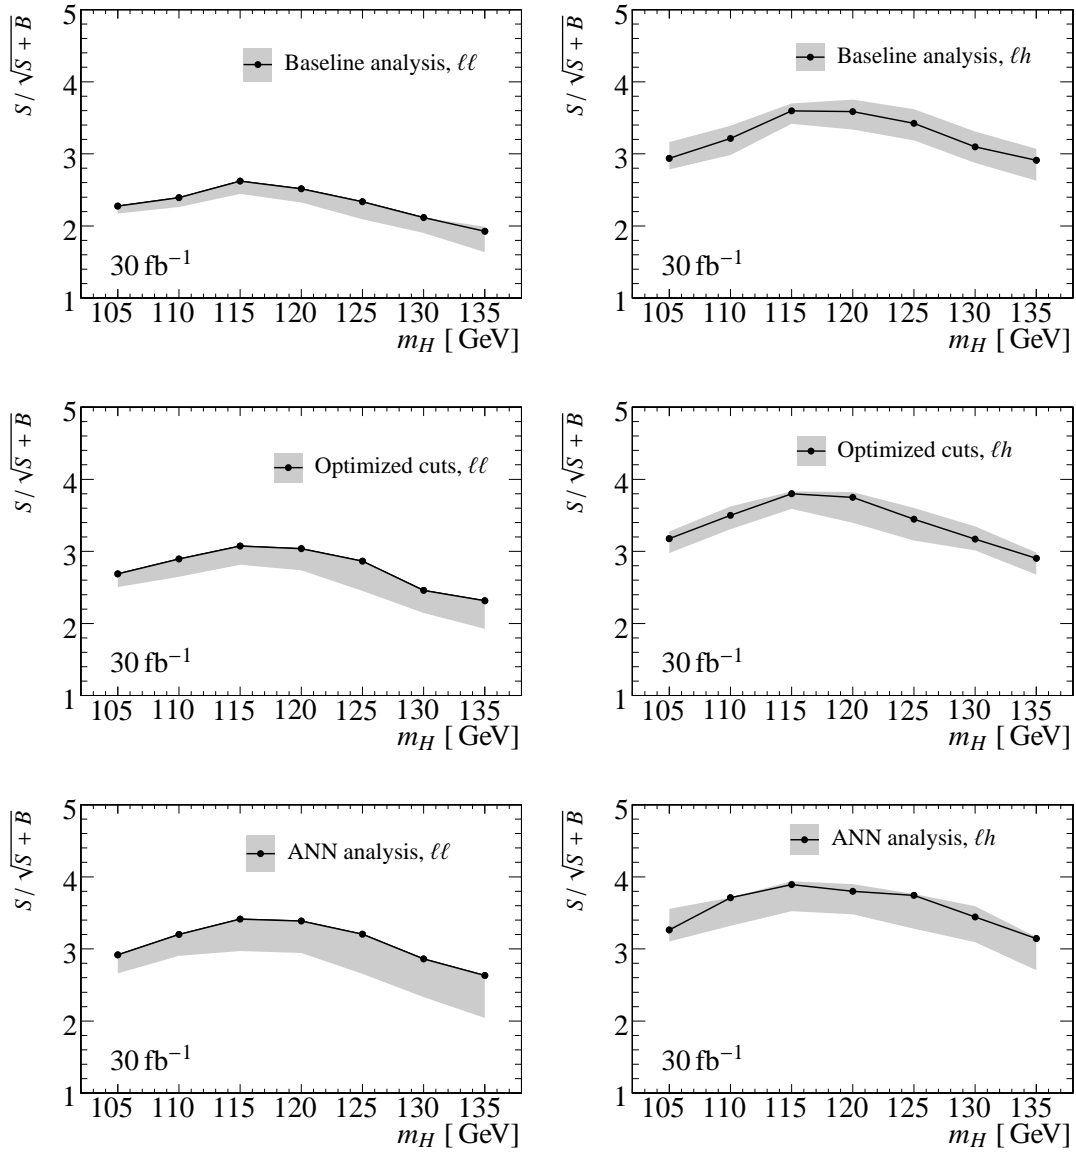 S / √S + B
5
4
3
2
1
Baseline analysis, ℓℓ
30 fb⁻¹
105 110 115 120 125 130 135
m_H [ GeV]
S / √S + B
5
4
3
2
1
Baseline analysis, ℓh
30 fb⁻¹
105 110 115 120 125 130 135
m_H [ GeV]
S / √S + B
5
4
3
2
1
Optimized cuts, ℓℓ
30 fb⁻¹
105 110 115 120 125 130 135
m_H [ GeV]
S / √S + B
5
4
3
2
1
Optimized cuts, ℓh
30 fb⁻¹
105 110 115 120 125 130 135
m_H [ GeV]
S / √S + B
5
4
3
2
1
ANN analysis, ℓℓ
30 fb⁻¹
105 110 115 120 125 130 135
m_H [ GeV]
S / √S + B
5
4
3
2
1
ANN analysis, ℓh
30 fb⁻¹
105 110 115 120 125 130 135
m_H [ GeV]